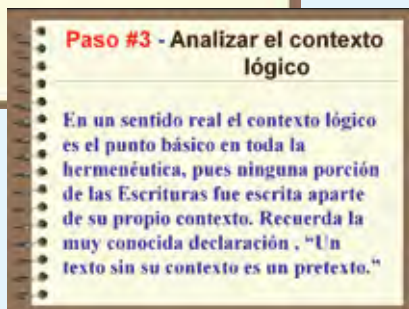 Paso #3 - Analizar el contexto
lógico
En un sentido real el contexto lógico
es el punto básico en toda la
hermenéutica, pues ninguna porción
de las Escrituras fue escrita aparte
de su propio contexto. Recuerda la
muy conocida declaración . “Un
texto sin su contexto es un pretexto.”